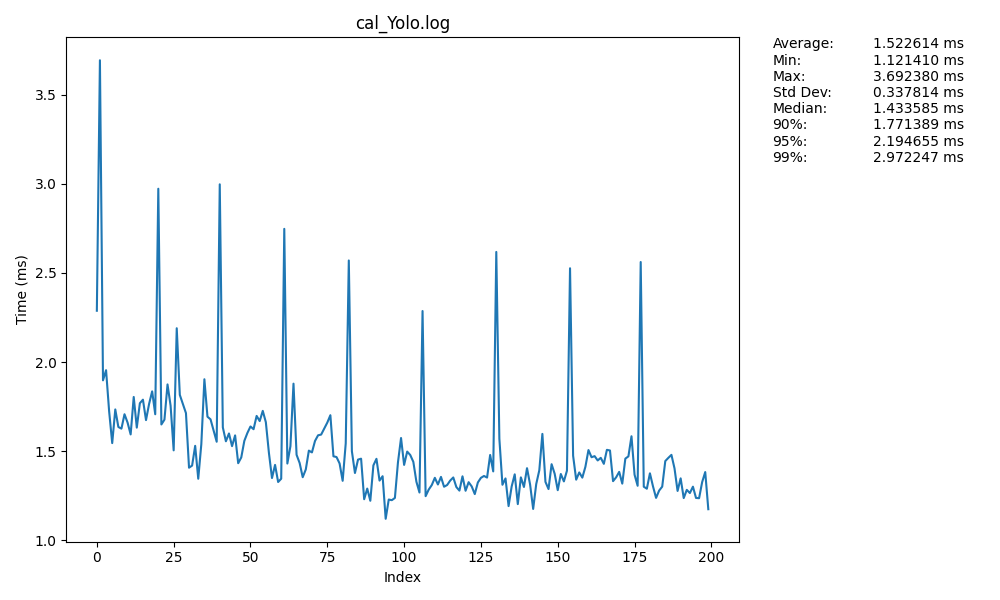 cal_Yolo.log
Average: 1.522614 ms
Min: 1.121410 ms
Max: 3.692380 ms
Std Dev: 0.337814 ms
Median: 1.433585 ms
90%: 1.771389 ms
95%: 2.194655 ms
99%: 2.972247 ms
Time (ms)
3.5
3.0
2.5
2.0
1.5
1.0
0 25 50 75 100 125 150 175 200
Index